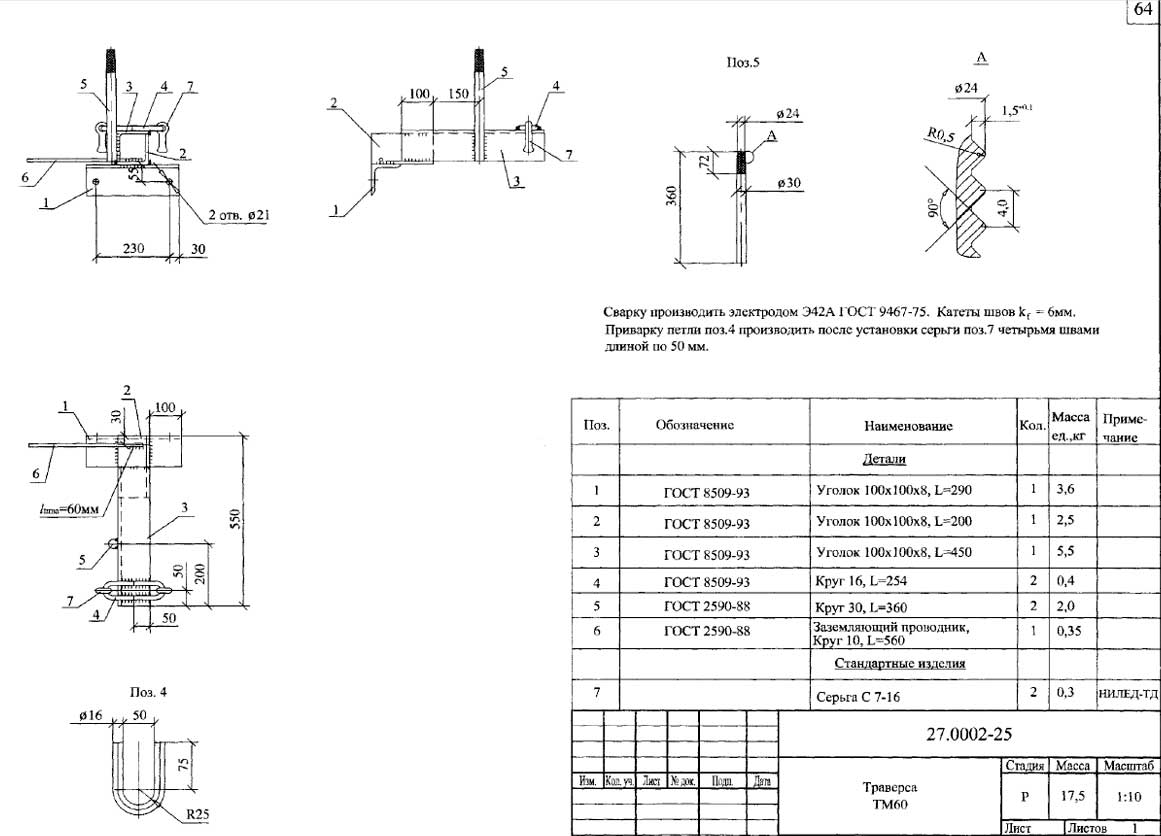 64
5
3
4
7
2
6
1
55
2 отв. ø21
230
30
100
150
5
4
2
7
3
1
Поз.5
ø24
А
72
360
ø30
А
ø24
1,5+0.1
R0,5
90°
4,0
Сварку производить электродом Э42А ГОСТ 9467-75. Катеты швов kf = 6мм.
Приварку петли поз.4 производить после установки серьги поз.7 четырьмя швами
длиной по 50 мм.
1
2
30
100
6
lшва=60мм
3
550
5
50
200
7
4
50
Поз. 4
ø16
50
75
R25
Поз. Обозначение Наименование Кол. Масса ед.,кг Приме-чание
Детали
1 ГОСТ 8509-93 Уголок 100х100х8, L=290 1 3,6
2 ГОСТ 8509-93 Уголок 100х100х8, L=200 1 2,5
3 ГОСТ 8509-93 Уголок 100х100х8, L=450 1 5,5
4 ГОСТ 8509-93 Круг 16, L=254 2 0,4
5 ГОСТ 2590-88 Круг 30, L=360 2 2,0
6 ГОСТ 2590-88 Заземляющий проводник, Круг 10, L=560 1 0,35
Стандартные изделия
7 Серьга С 7-16 2 0,3 НИЛЕД-ТД
27.0002-25
Изм. Кол. уч. Лист № док. Подп. Дата
Траверса
ТМ60
Стадия Масса Масштаб
Р 17,5 1:10
Лист Листов 1